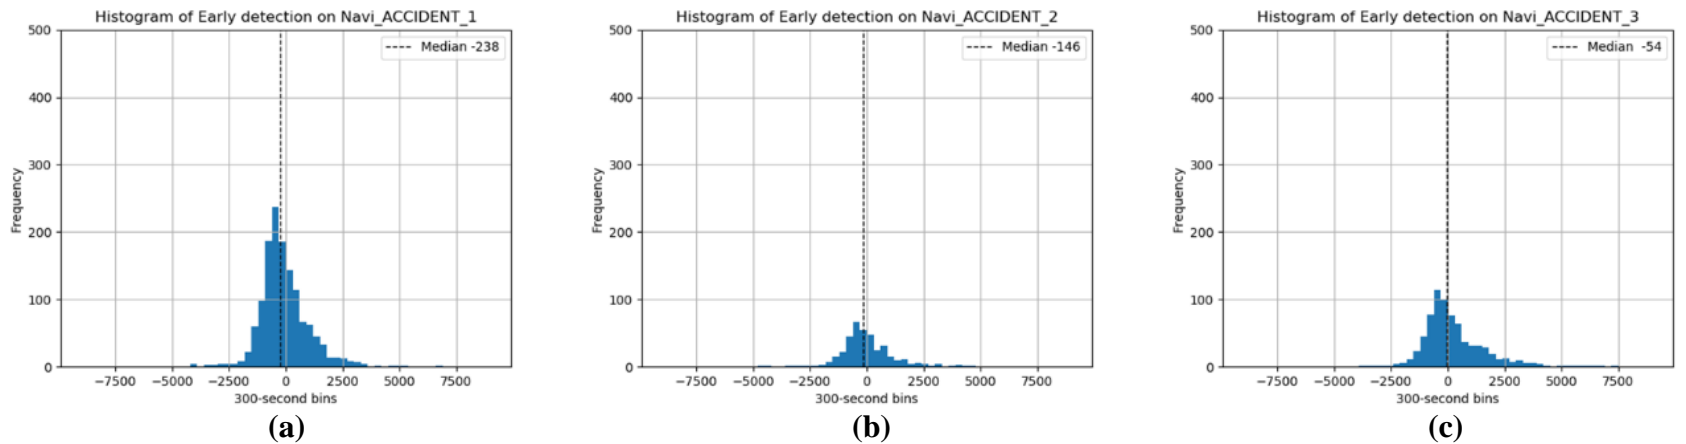 Histogram of Early detection on Navi_ACCIDENT_1
500
400
300
200
100
0
Frequency
Median -238
−7500 −5000 −2500 0 2500 5000 7500
300-second bins
(a)
Histogram of Early detection on Navi_ACCIDENT_2
500
400
300
200
100
0
Frequency
Median -146
−7500 −5000 −2500 0 2500 5000 7500
300-second bins
(b)
Histogram of Early detection on Navi_ACCIDENT_3
500
400
300
200
100
0
Frequency
Median -54
−7500 −5000 −2500 0 2500 5000 7500
300-second bins
(c)